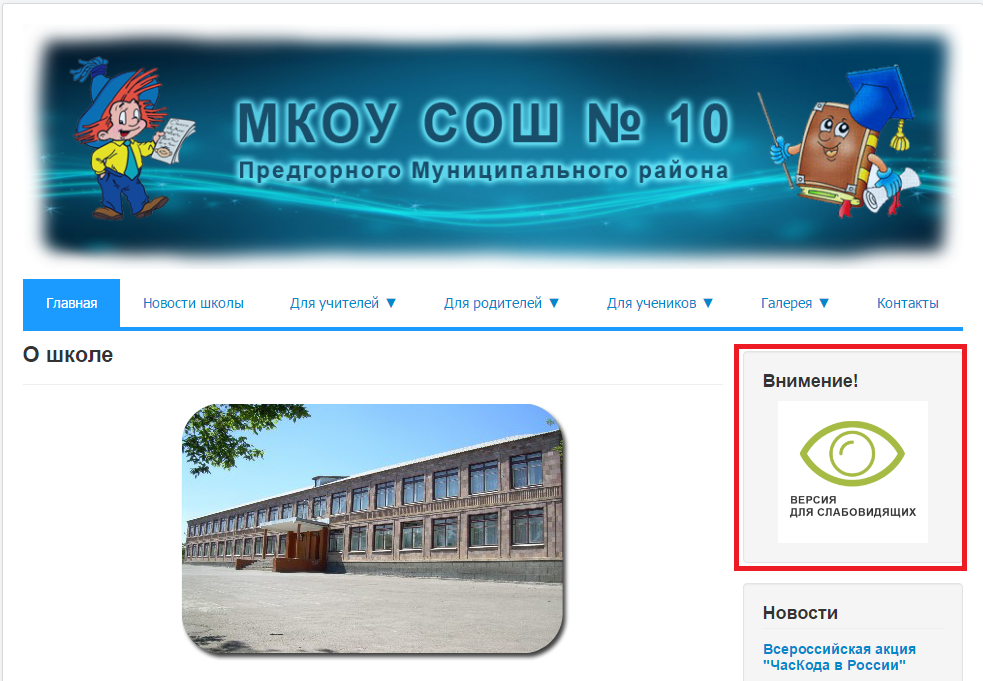 МКОУ СОШ № 10
Предгорного Муниципального района
Главная
Новости школы
Для учителей ▼
Для родителей ▼
Для учеников ▼
Галерея ▼
Контакты
О школе
Внимение!
ВЕРСИЯ
ДЛЯ СЛАБОВИДЯЩИХ
Новости
Всероссийская акция
"ЧасКода в России"